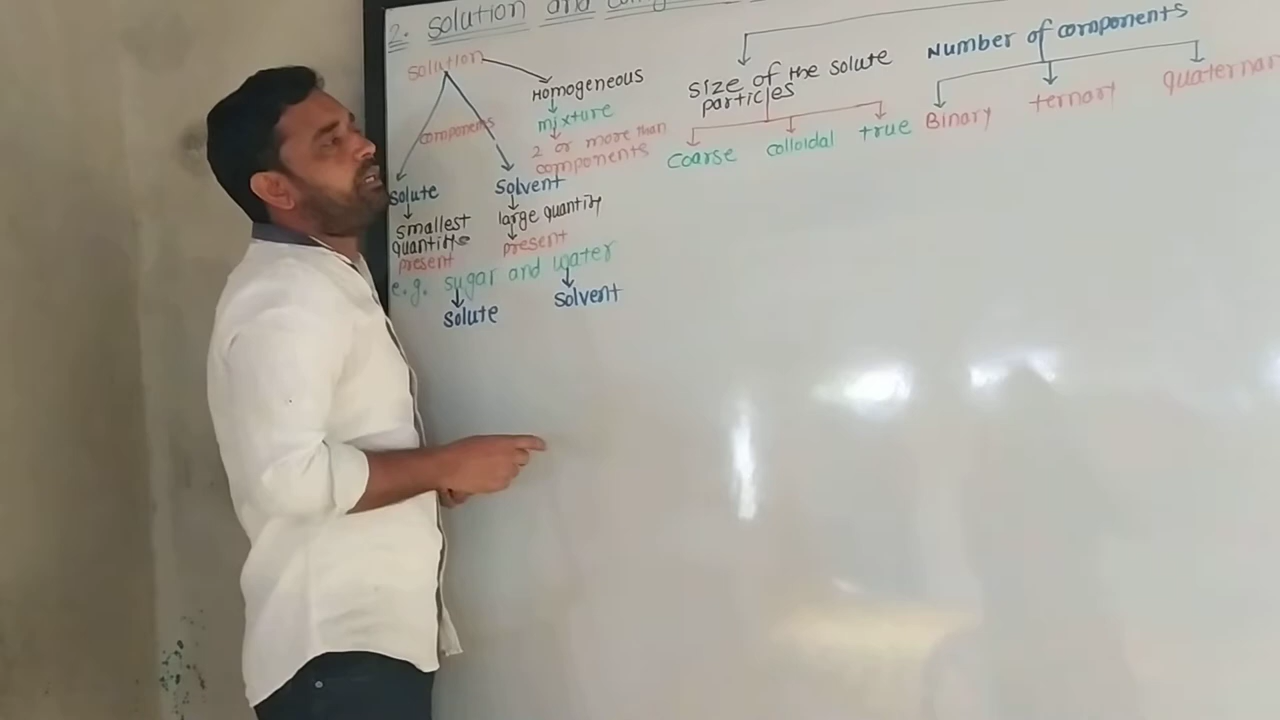 2. solution and
solution
Homogeneous
mixture
2 or more than
components
components
solute
smallest
quantity
present
solvent
large quantity
present
e.g. sugar and water
solute
solvent
size of the solute
particles
coarse
colloidal
true
Number of components
Binary
ternary
quaternar